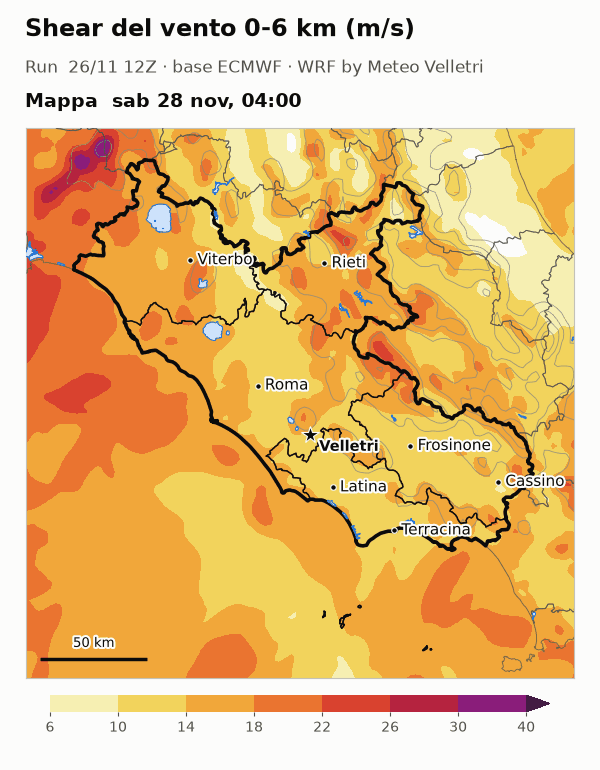 Shear del vento 0-6 km (m/s)
Run  26/11 12Z · base ECMWF · WRF by Meteo Velletri
Mappa  sab 28 nov, 04:00
Viterbo
Rieti
Roma
Velletri
Frosinone
Cassino
Latina
Terracina
50 km
6 10 14 18 22 26 30 40